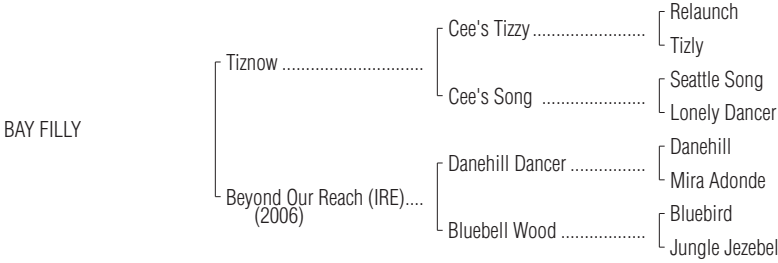 Relaunch
Cee's Tizzy ........................
Tizly
Tiznow ..............................
Seattle Song
Cee's Song ......................
Lonely Dancer
BAY FILLY
Danehill
Danehill Dancer ................
Mira Adonde
Beyond Our Reach (IRE)....
(2006)
Bluebird
Bluebell Wood ..................
Jungle Jezebel